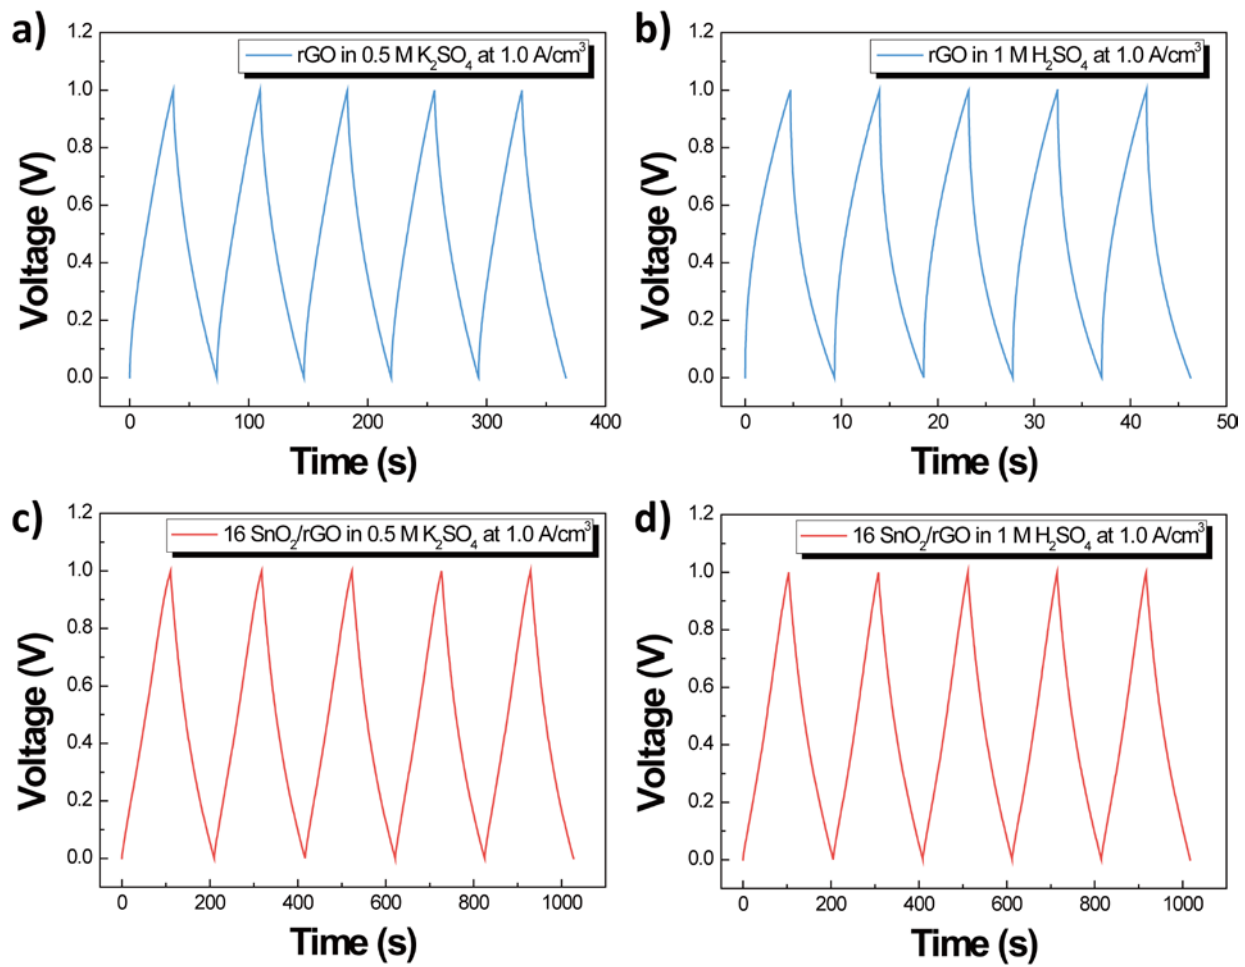 a)
rGO in 0.5 M K₂SO₄ at 1.0 A/cm³
Voltage (V)
1.2
1.0
0.8
0.6
0.4
0.2
0.0
0 100 200 300 400
Time (s)
b)
rGO in 1 M H₂SO₄ at 1.0 A/cm³
Voltage (V)
1.2
1.0
0.8
0.6
0.4
0.2
0.0
0 10 20 30 40 50
Time (s)
c)
16 SnO₂/rGO in 0.5 M K₂SO₄ at 1.0 A/cm³
Voltage (V)
1.2
1.0
0.8
0.6
0.4
0.2
0.0
0 200 400 600 800 1000
Time (s)
d)
16 SnO₂/rGO in 1 M H₂SO₄ at 1.0 A/cm³
Voltage (V)
1.2
1.0
0.8
0.6
0.4
0.2
0.0
0 200 400 600 800 1000
Time (s)